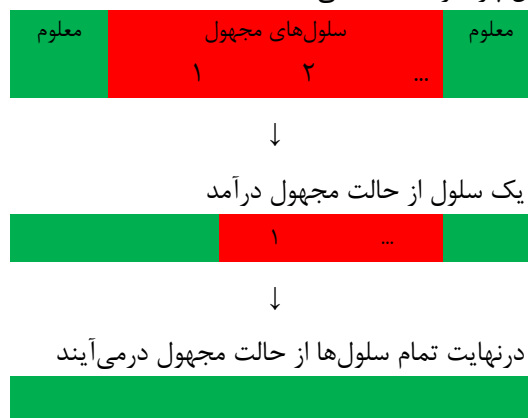 معلوم سلول‌های مجهول معلوم
۱ ۲ ...
↓
یک سلول از حالت مجهول درآمد
۱ ...
↓
درنهایت تمام سلول‌ها از حالت مجهول درمی‌آیند